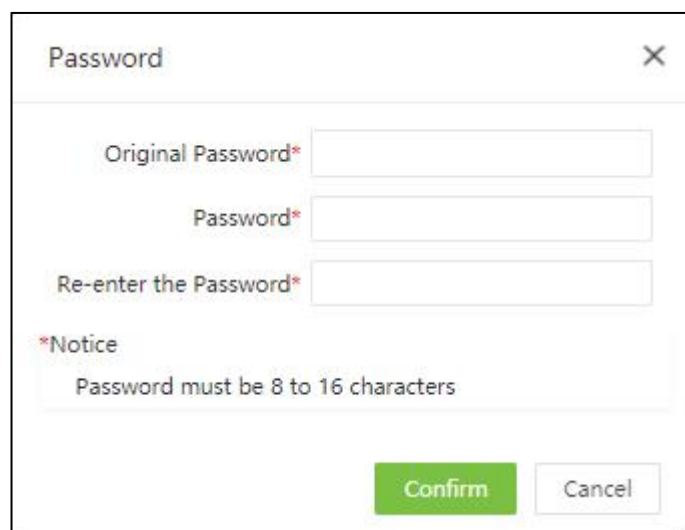 Password
Original Password*
Password*
Re-enter the Password*
*Notice
Password must be 8 to 16 characters
Confirm Cancel